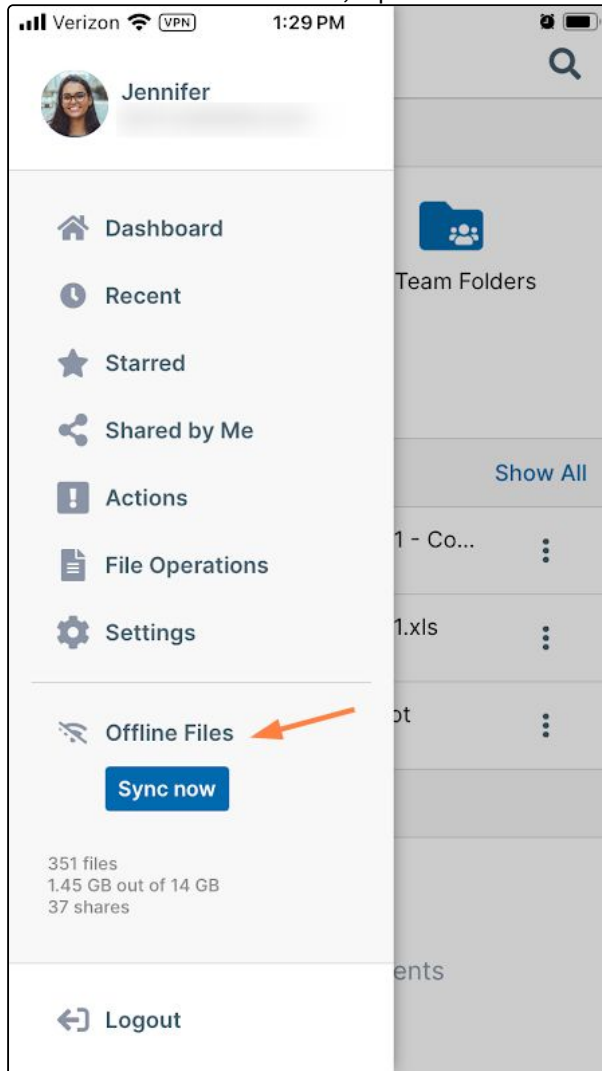 Verizon VPN 1:29 PM
Jennifer
Dashboard
Recent
Starred
Shared by Me
Actions
File Operations
Settings
Offline Files
Sync now
351 files
1.45 GB out of 14 GB
37 shares
Logout
Team Folders
Show All
1 - Co...
1.xls
ot
ents